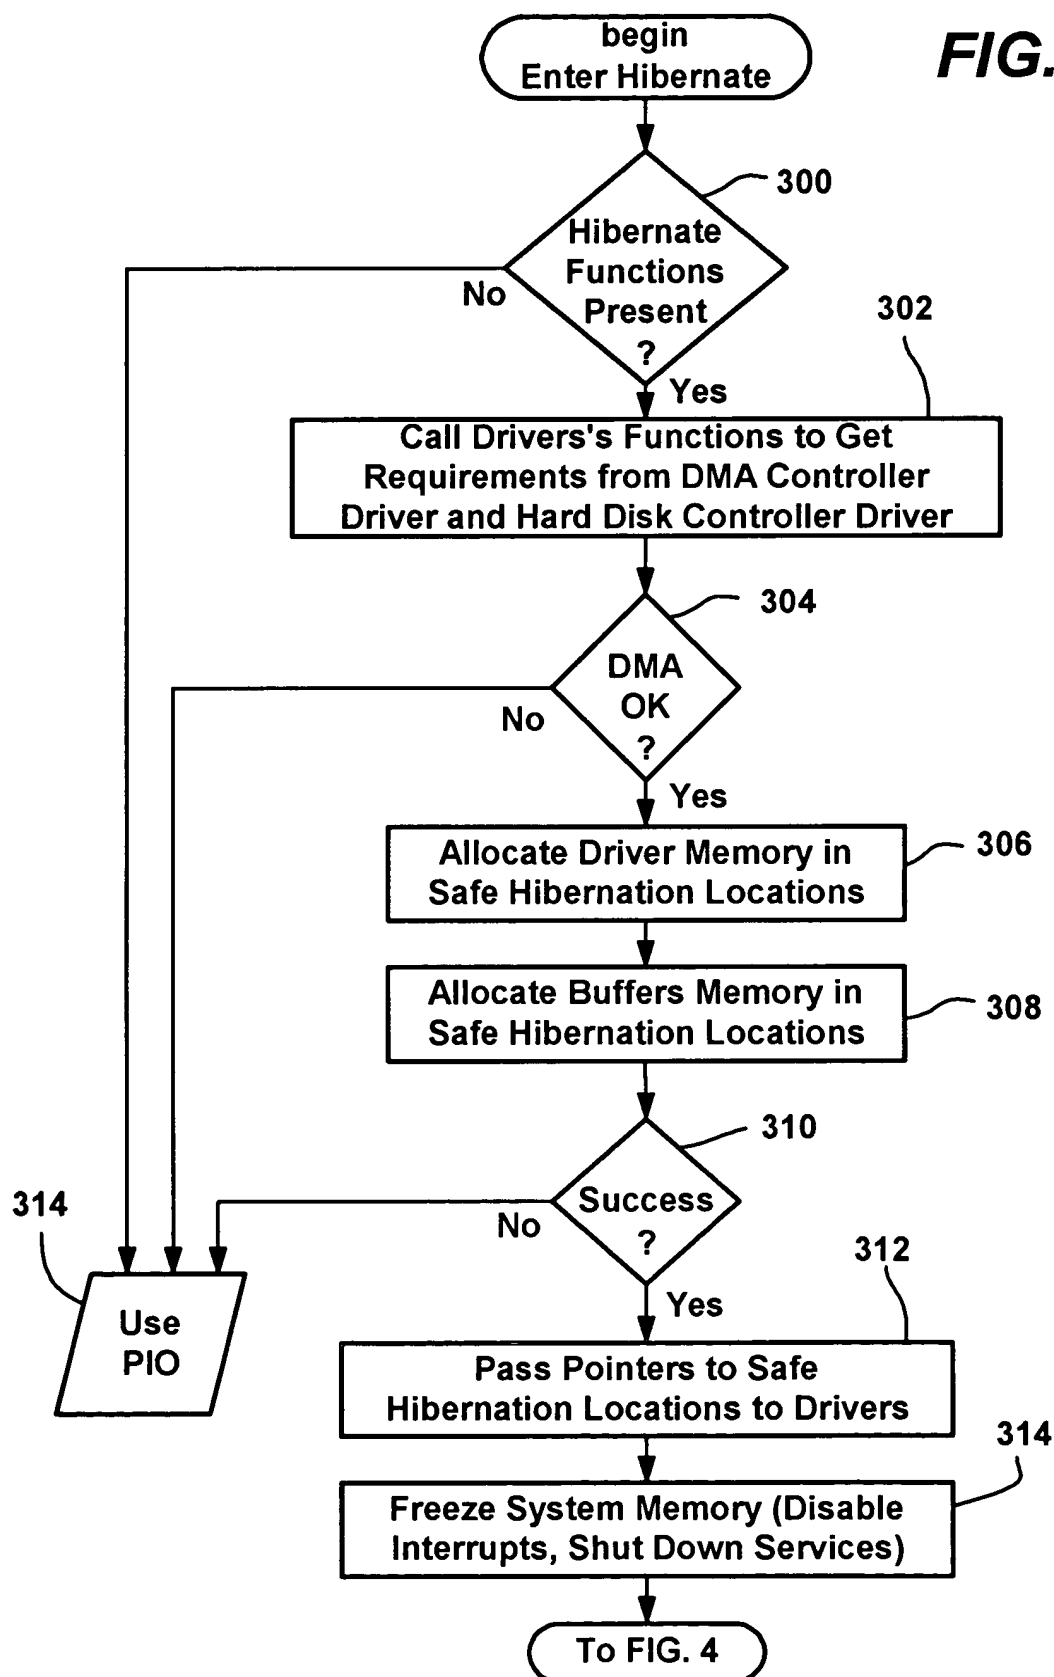 begin
Enter Hibernate
FIG.
300
Hibernate
Functions
Present
?
No
Yes
302
Call Drivers's Functions to Get
Requirements from DMA Controller
Driver and Hard Disk Controller Driver
304
DMA
OK
?
No
Yes
Allocate Driver Memory in
Safe Hibernation Locations
306
Allocate Buffers Memory in
Safe Hibernation Locations
308
310
Success
?
No
Yes
314
Use
PIO
312
Pass Pointers to Safe
Hibernation Locations to Drivers
314
Freeze System Memory (Disable
Interrupts, Shut Down Services)
To FIG. 4